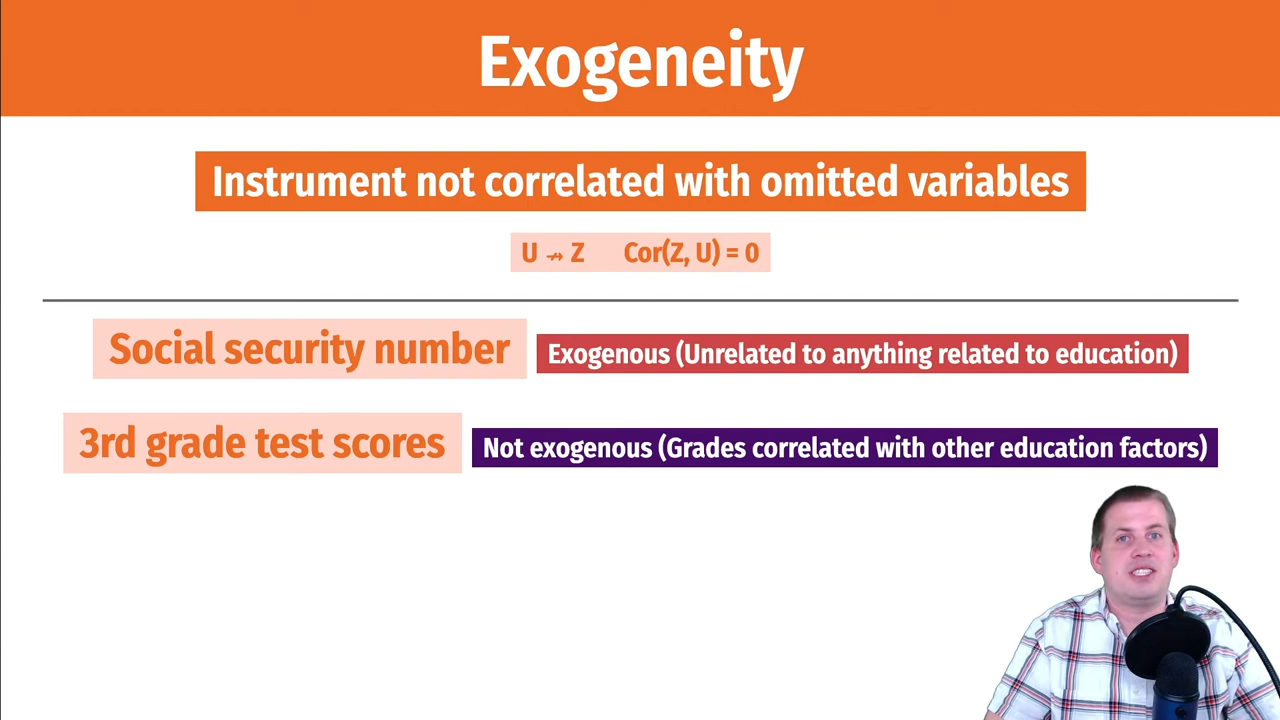 Exogeneity
Instrument not correlated with omitted variables
U ↛ Z Cor(Z, U) = 0
Social security number Exogenous (Unrelated to anything related to education)
3rd grade test scores Not exogenous (Grades correlated with other education factors)